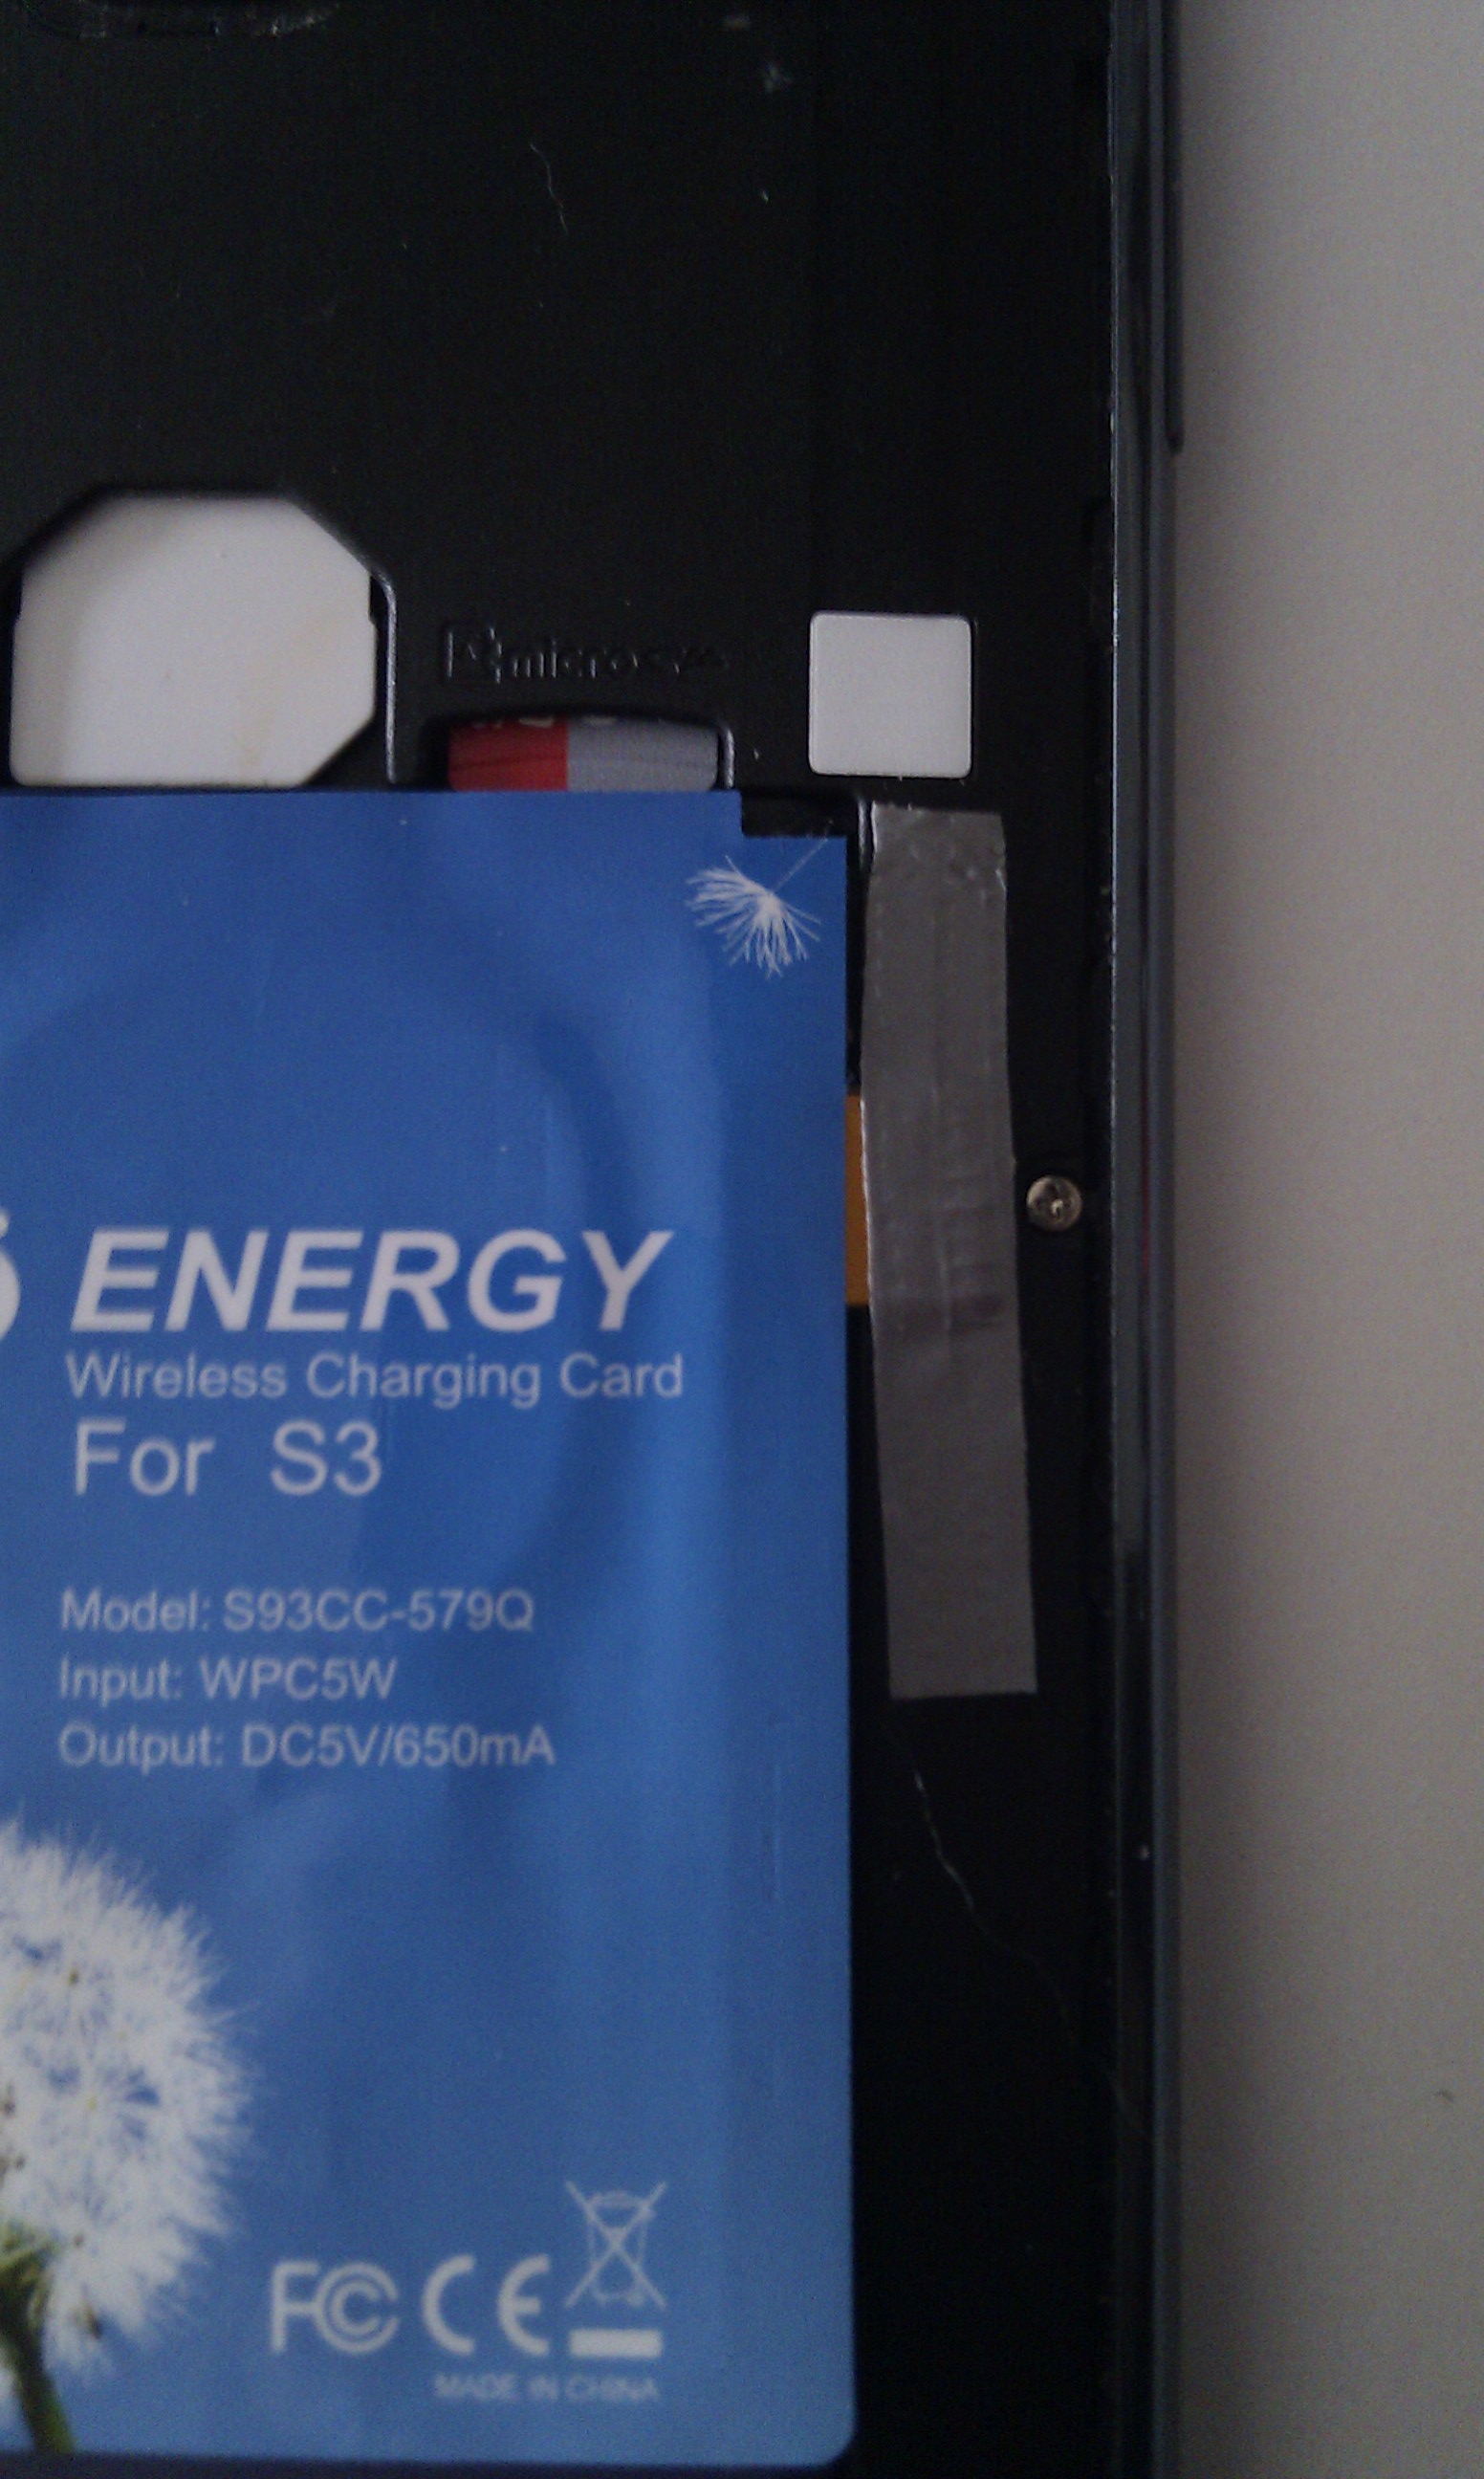 micro
ENERGY
Wireless Charging Card
For S3
Model: S93CC-579Q
Input: WPC5W
Output: DC5V/650mA
FC CE
MADE IN CHINA